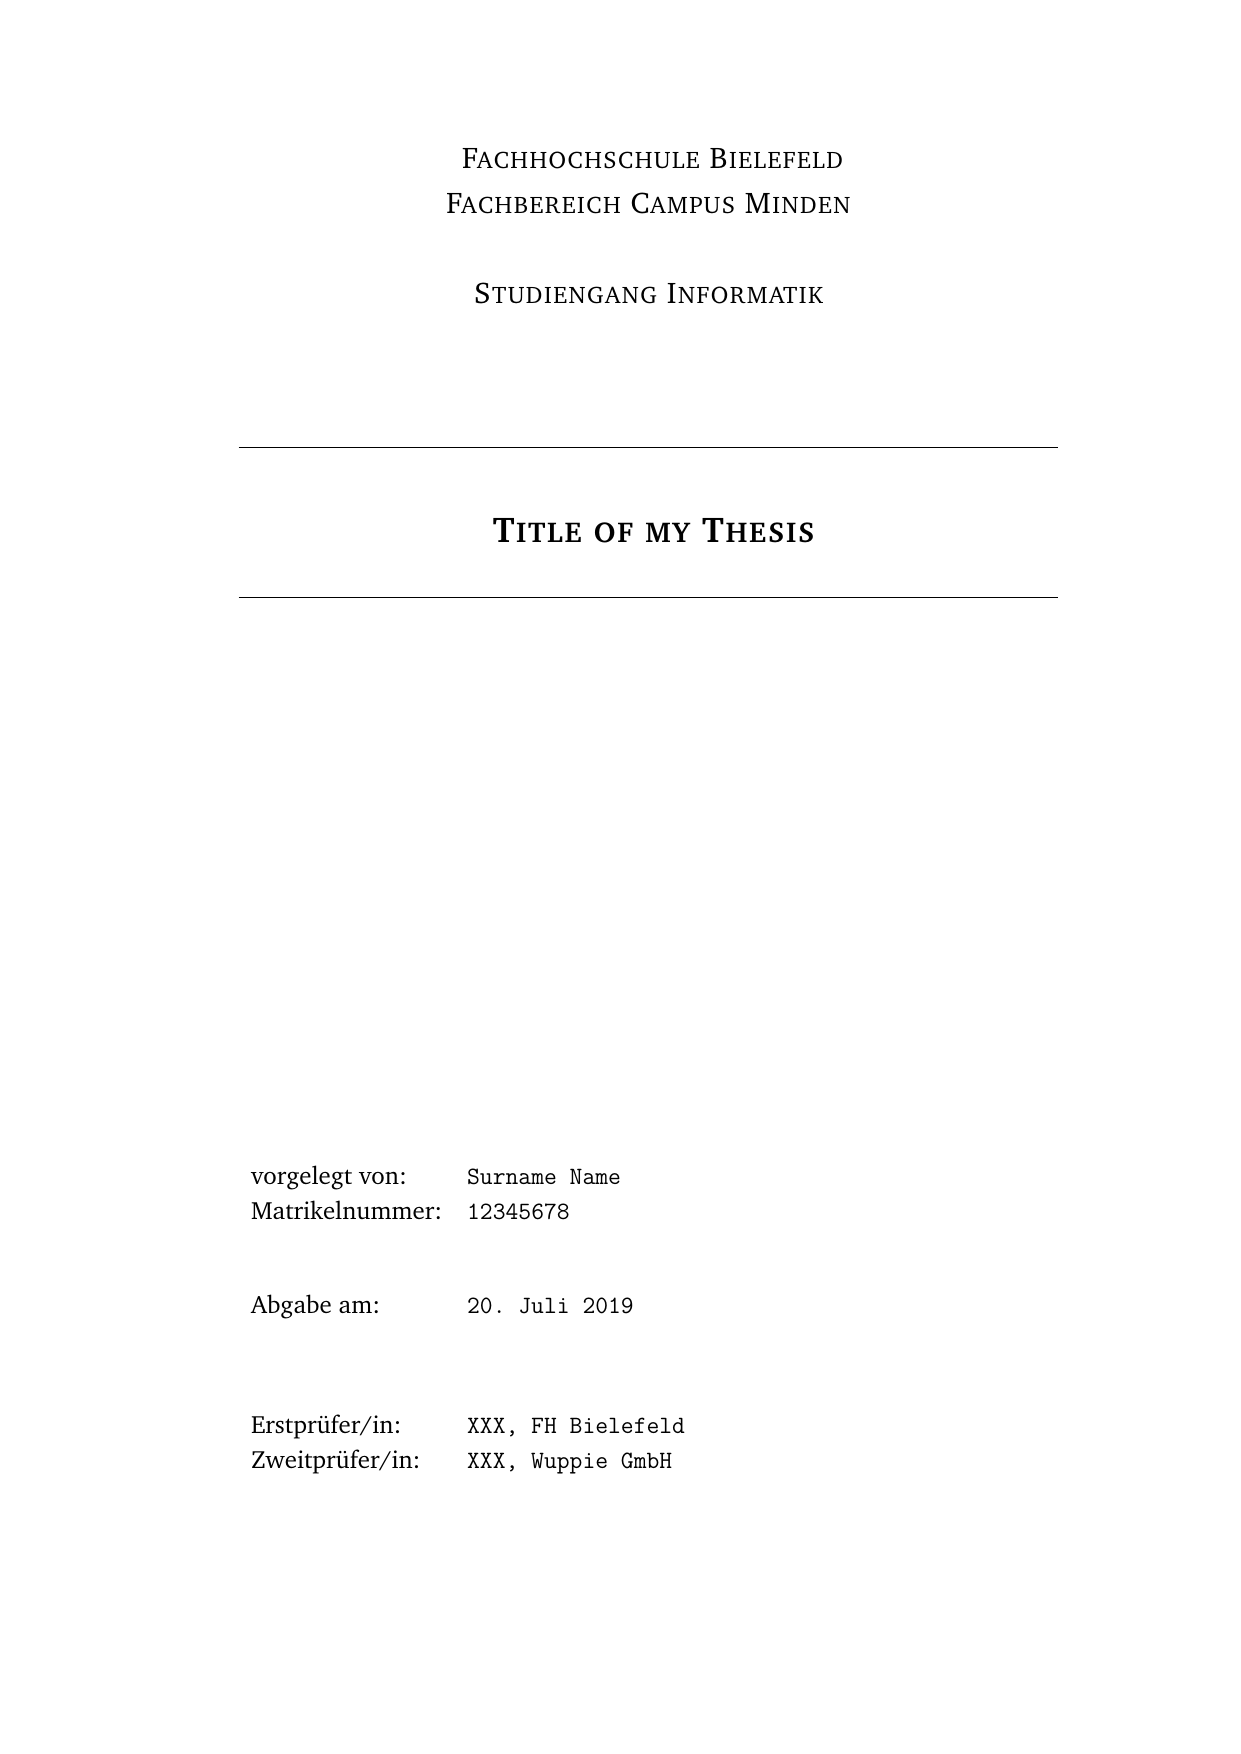 Fachhochschule Bielefeld
Fachbereich Campus Minden
Studiengang Informatik
Title of my Thesis
vorgelegt von: Surname Name
Matrikelnummer: 12345678
Abgabe am: 20. Juli 2019
Erstprüfer/in: XXX, FH Bielefeld
Zweitprüfer/in: XXX, Wuppie GmbH